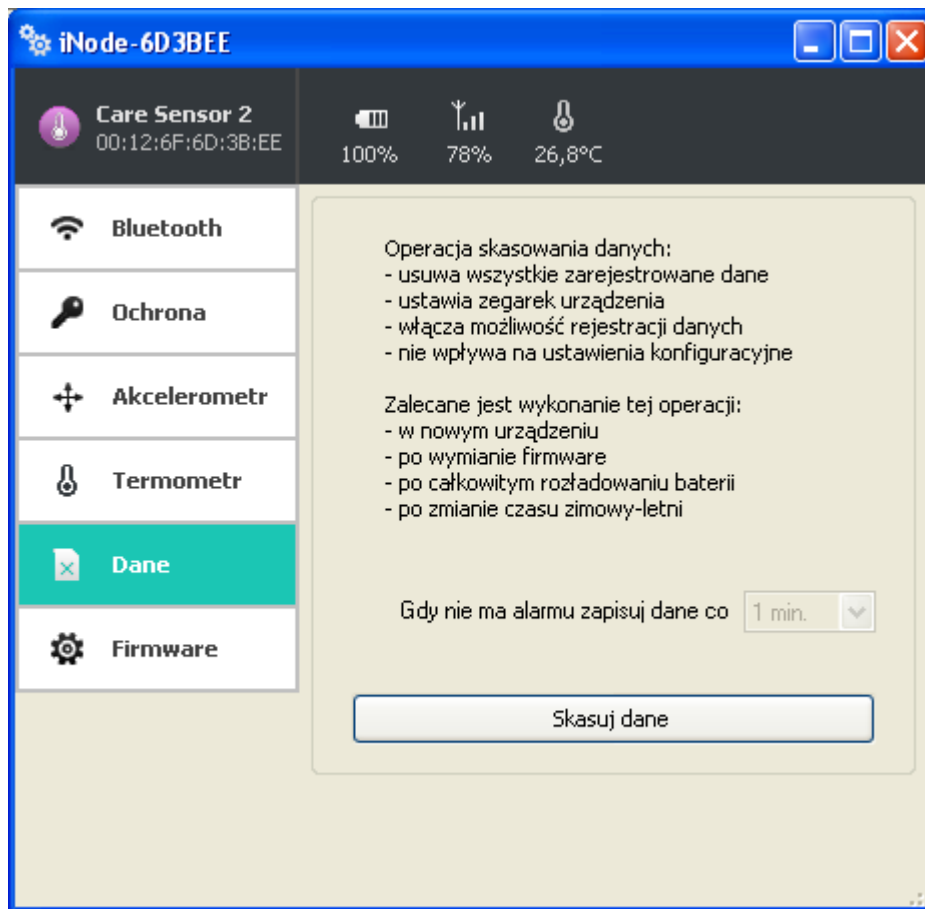 iNode-6D3BEE
Care Sensor 2
00:12:6F:6D:3B:EE
100%
78%
26,8°C
Bluetooth
Ochrona
Akcelerometr
Termometr
Dane
Firmware
Operacja skasowania danych:
- usuwa wszystkie zarejestrowane dane
- ustawia zegarek urządzenia
- włącza możliwość rejestracji danych
- nie wpływa na ustawienia konfiguracyjne
Zalecane jest wykonanie tej operacji:
- w nowym urządzeniu
- po wymianie firmware
- po całkowitym rozładowaniu baterii
- po zmianie czasu zimowy-letni
Gdy nie ma alarmu zapisuj dane co 1 min.
Skasuj dane